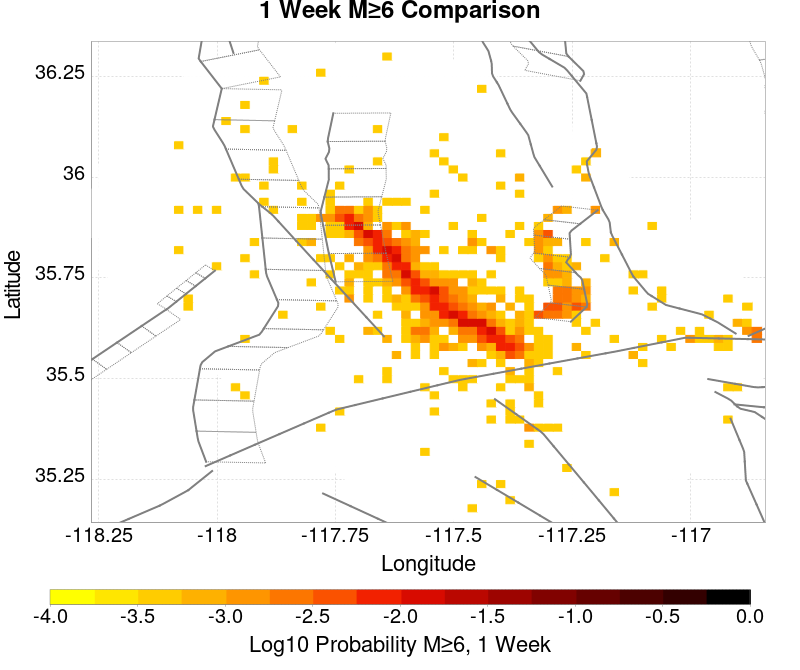 1 Week M≥6 Comparison
36.25
36
35.75
35.5
35.25
Latitude
-118.25 -118 -117.75 -117.5 -117.25 -117
Longitude
-4.0 -3.5 -3.0 -2.5 -2.0 -1.5 -1.0 -0.5 0.0
Log10 Probability M≥6, 1 Week